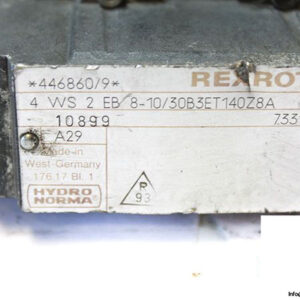 *446860/9*
REXRO
4 WS 2 EB 8-10/30B3ET140Z8A
10899
733
A29
Made-in
West-Germany
176.17 Bl. 1
HYDRO
NORMA
P
93